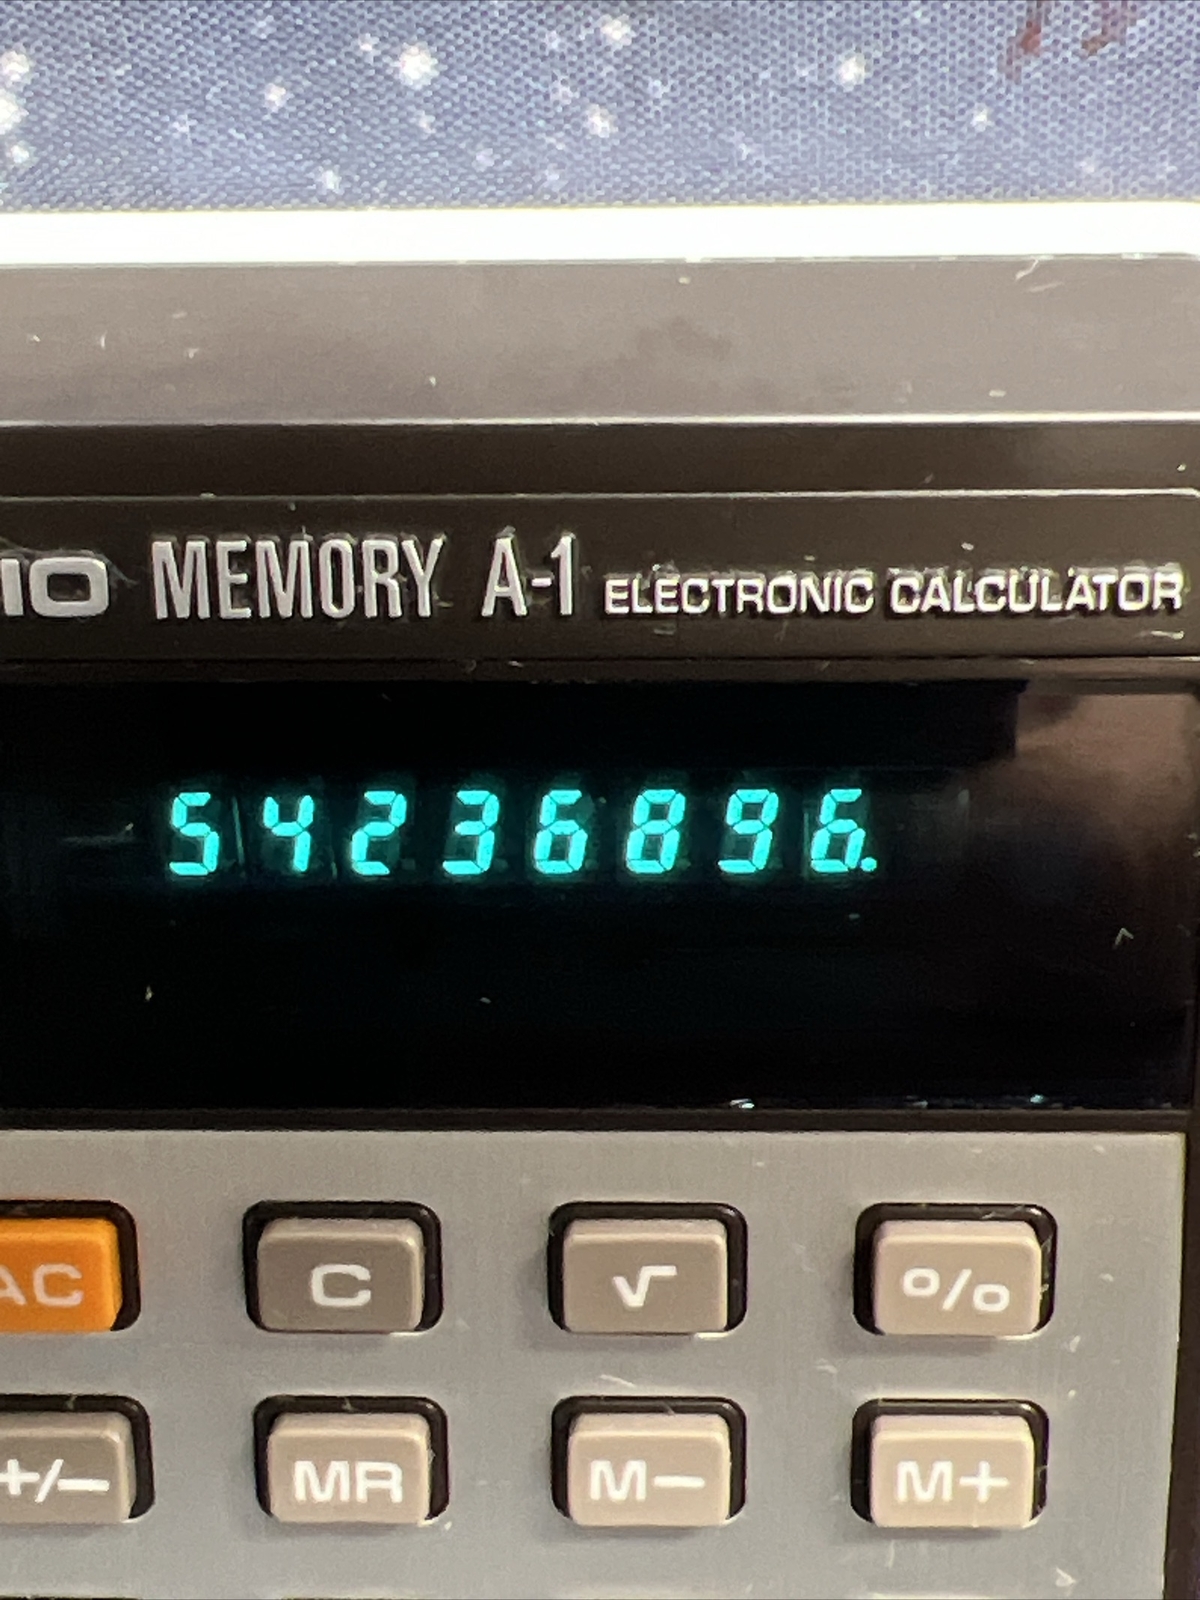 IO MEMORY A-1 ELECTRONIC CALCULATOR
54236896.
AC C √ %
+/− MR M− M+